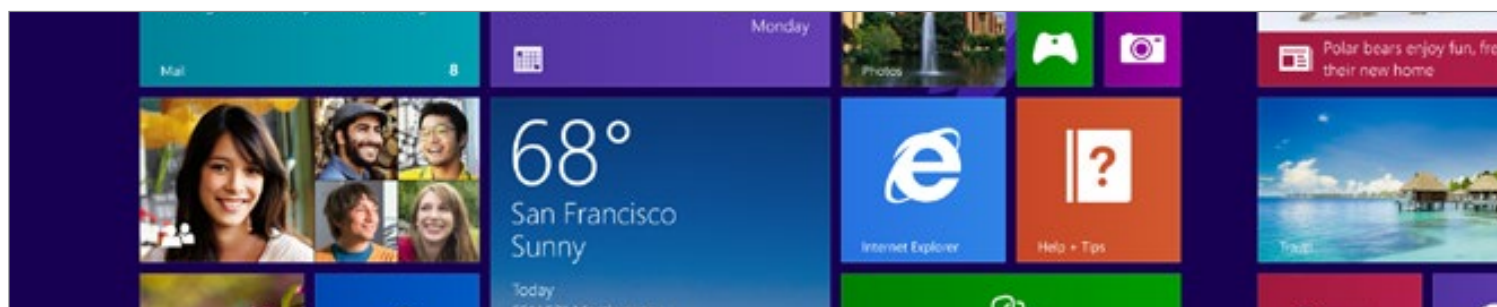 Mail
8
Monday
Photos
Polar bears enjoy fun, fre
their new home
68°
San Francisco
Sunny
Today
Internet Explorer
?
Help + Tips
Travel